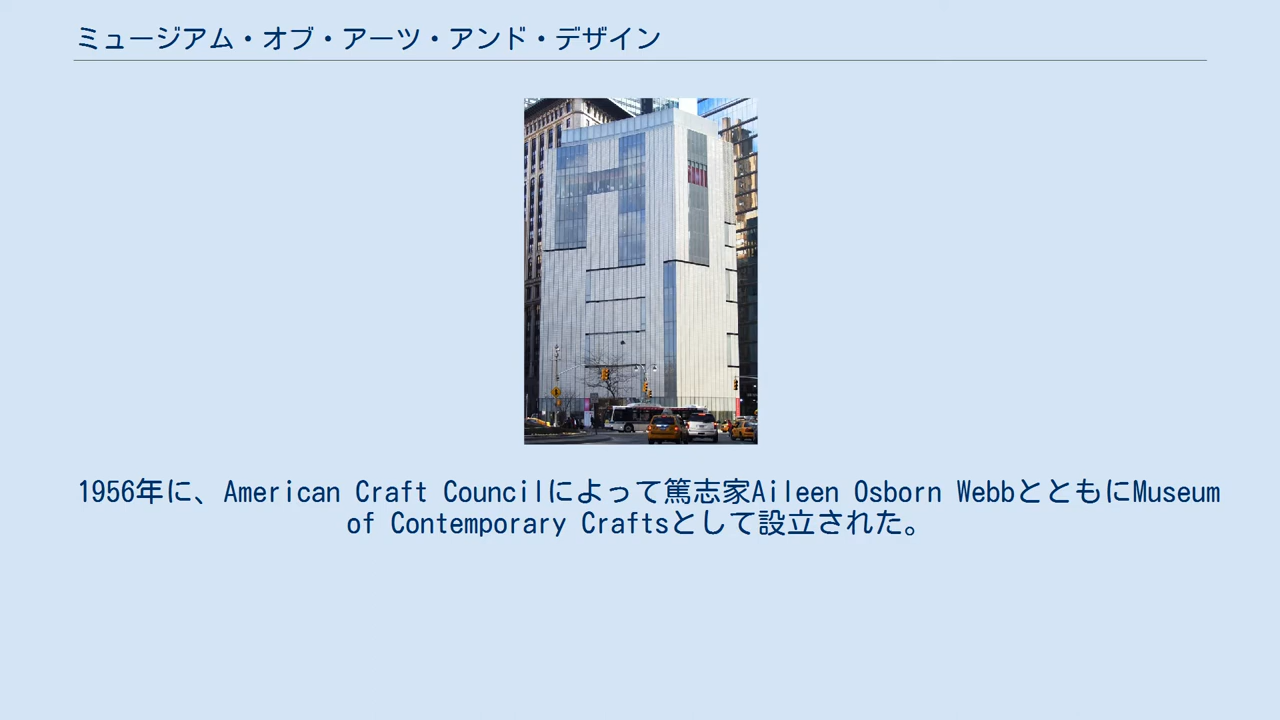 ミュージアム・オブ・アーツ・アンド・デザイン
1956年に、American Craft Councilによって篤志家Aileen Osborn WebbとともにMuseum
of Contemporary Craftsとして設立された。